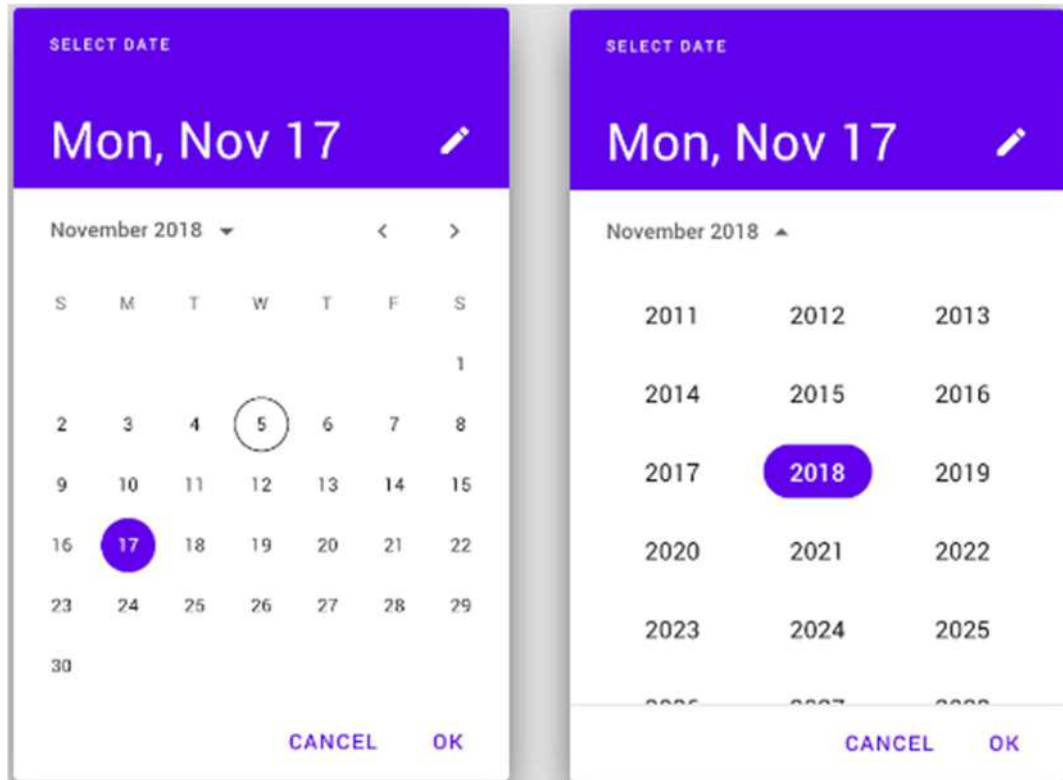 SELECT DATE
Mon, Nov 17
November 2018
S M T W T F S
1
2 3 4 5 6 7 8
9 10 11 12 13 14 15
16 17 18 19 20 21 22
23 24 25 26 27 28 29
30
CANCEL OK
SELECT DATE
Mon, Nov 17
November 2018
2011 2012 2013
2014 2015 2016
2017 2018 2019
2020 2021 2022
2023 2024 2025
CANCEL OK